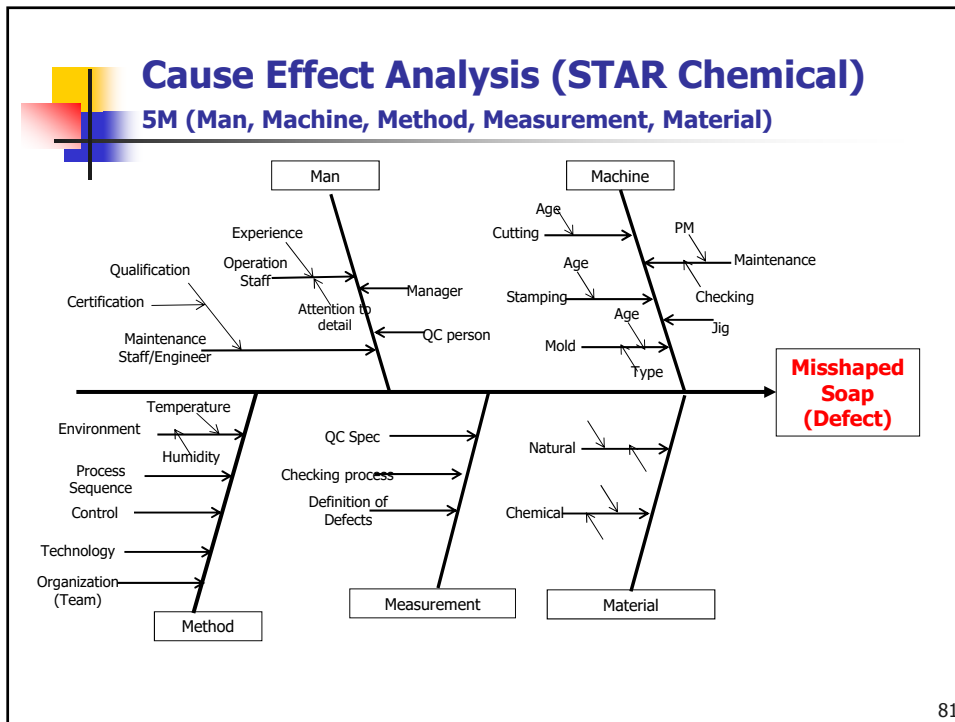 Cause Effect Analysis (STAR Chemical)
5M (Man, Machine, Method, Measurement, Material)
Man
Machine
Age
Cutting
PM
Maintenance
Age
Checking
Stamping
Age
Jig
Mold
Type
Experience
Operation
Staff
Qualification
Certification
Attention to
detail
Manager
QC person
Maintenance
Staff/Engineer
Misshaped
Soap
(Defect)
Temperature
Environment
Humidity
Process
Sequence
Control
Technology
Organization
(Team)
Method
QC Spec
Checking process
Definition of
Defects
Measurement
Natural
Chemical
Material
81